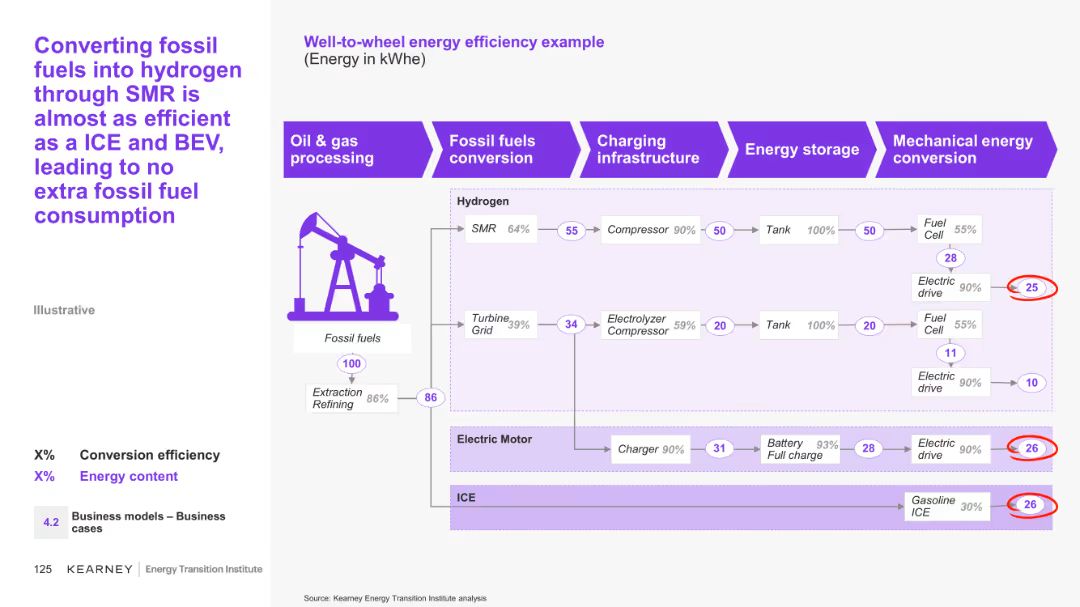 Converting fossil
fuels into hydrogen
through SMR is
almost as efficient
as a ICE and BEV,
leading to no
extra fossil fuel
consumption
Illustrative
X% Conversion efficiency
X% Energy content
4.2 Business models – Business
cases
125 KEARNEY Energy Transition Institute
Well-to-wheel energy efficiency example
(Energy in kWhe)
Oil & gas
processing
Fossil fuels
conversion
Charging
infrastructure
Energy storage
Mechanical energy
conversion
Fossil fuels
100
Extraction
Refining 86%
86
Hydrogen
SMR 64%
55
Compressor 90%
50
Tank 100%
50
Fuel
Cell 55%
28
Electric
drive 90%
25
Turbine
Grid 39%
34
Electrolyzer
Compressor 59%
20
Tank 100%
20
Fuel
Cell 55%
11
Electric
drive 90%
10
Electric Motor
Charger 90%
31
Battery
Full charge 93%
28
Electric
drive 90%
26
ICE
Gasoline
ICE 30%
26
Source: Kearney Energy Transition Institute analysis